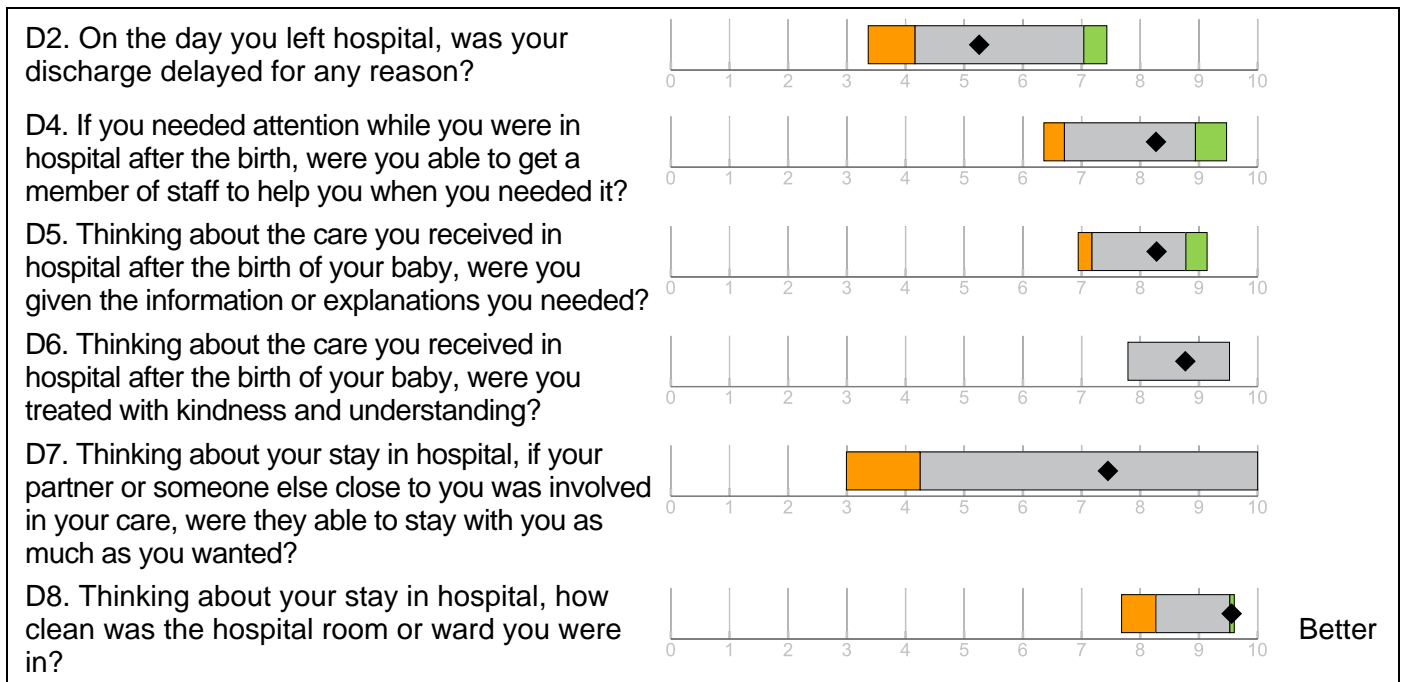 D2. On the day you left hospital, was your
discharge delayed for any reason?
0 1 2 3 4 5 6 7 8 9 10
D4. If you needed attention while you were in
hospital after the birth, were you able to get a
member of staff to help you when you needed it?
0 1 2 3 4 5 6 7 8 9 10
D5. Thinking about the care you received in
hospital after the birth of your baby, were you
given the information or explanations you needed?
0 1 2 3 4 5 6 7 8 9 10
D6. Thinking about the care you received in
hospital after the birth of your baby, were you
treated with kindness and understanding?
0 1 2 3 4 5 6 7 8 9 10
D7. Thinking about your stay in hospital, if your
partner or someone else close to you was involved
in your care, were they able to stay with you as
much as you wanted?
0 1 2 3 4 5 6 7 8 9 10
D8. Thinking about your stay in hospital, how
clean was the hospital room or ward you were
in?
0 1 2 3 4 5 6 7 8 9 10
Better